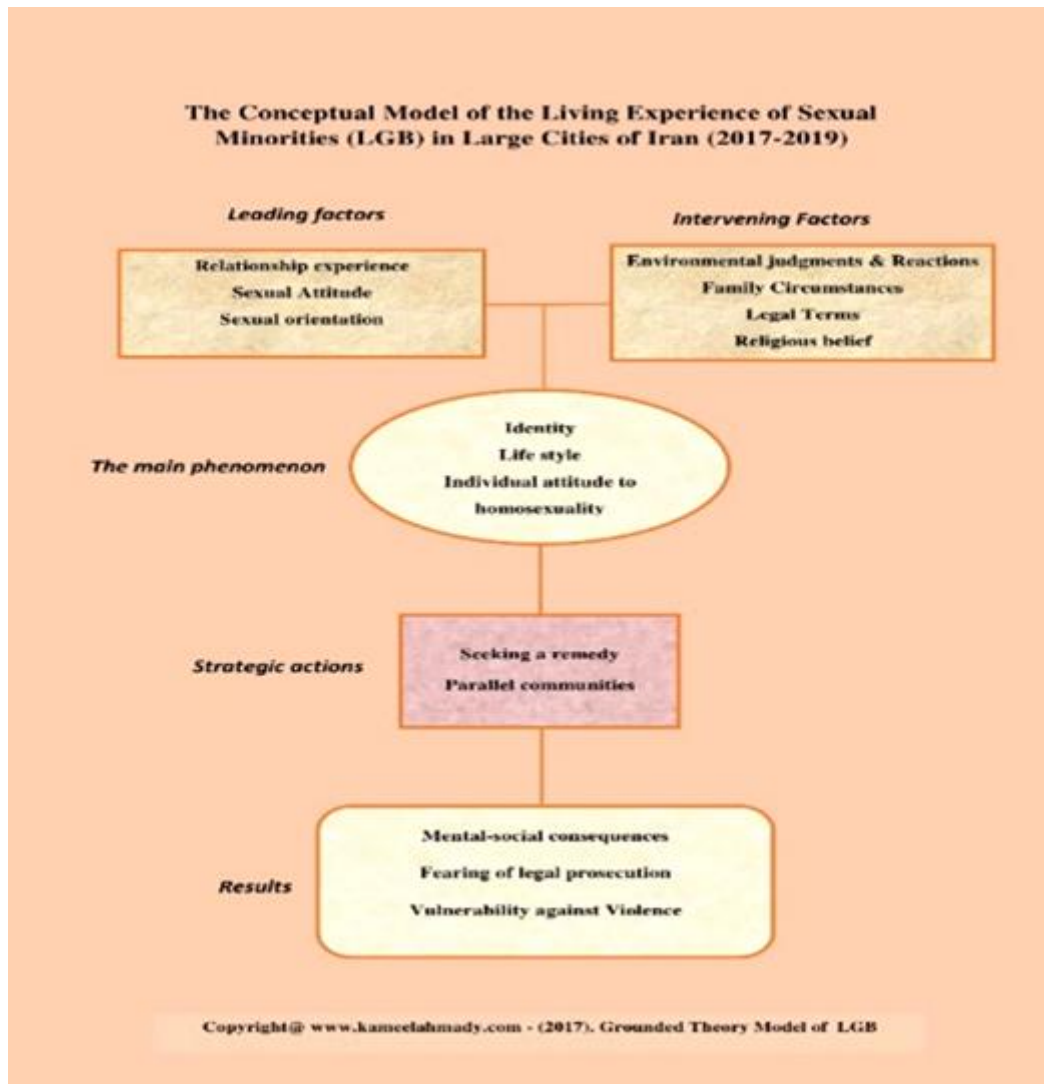 The Conceptual Model of the Living Experience of Sexual
Minorities (LGB) in Large Cities of Iran (2017-2019)
Leading factors
Relationship experience
Sexual Attitude
Sexual orientation
Intervening Factors
Environmental judgments & Reactions
Family Circumstances
Legal Terms
Religious belief
The main phenomenon
Identity
Life style
Individual attitude to
homosexuality
Strategic actions
Seeking a remedy
Parallel communities
Results
Mental-social consequences
Fearing of legal prosecution
Vulnerability against Violence
Copyright@ www.kameelahmady.com - (2017). Grounded Theory Model of LGB